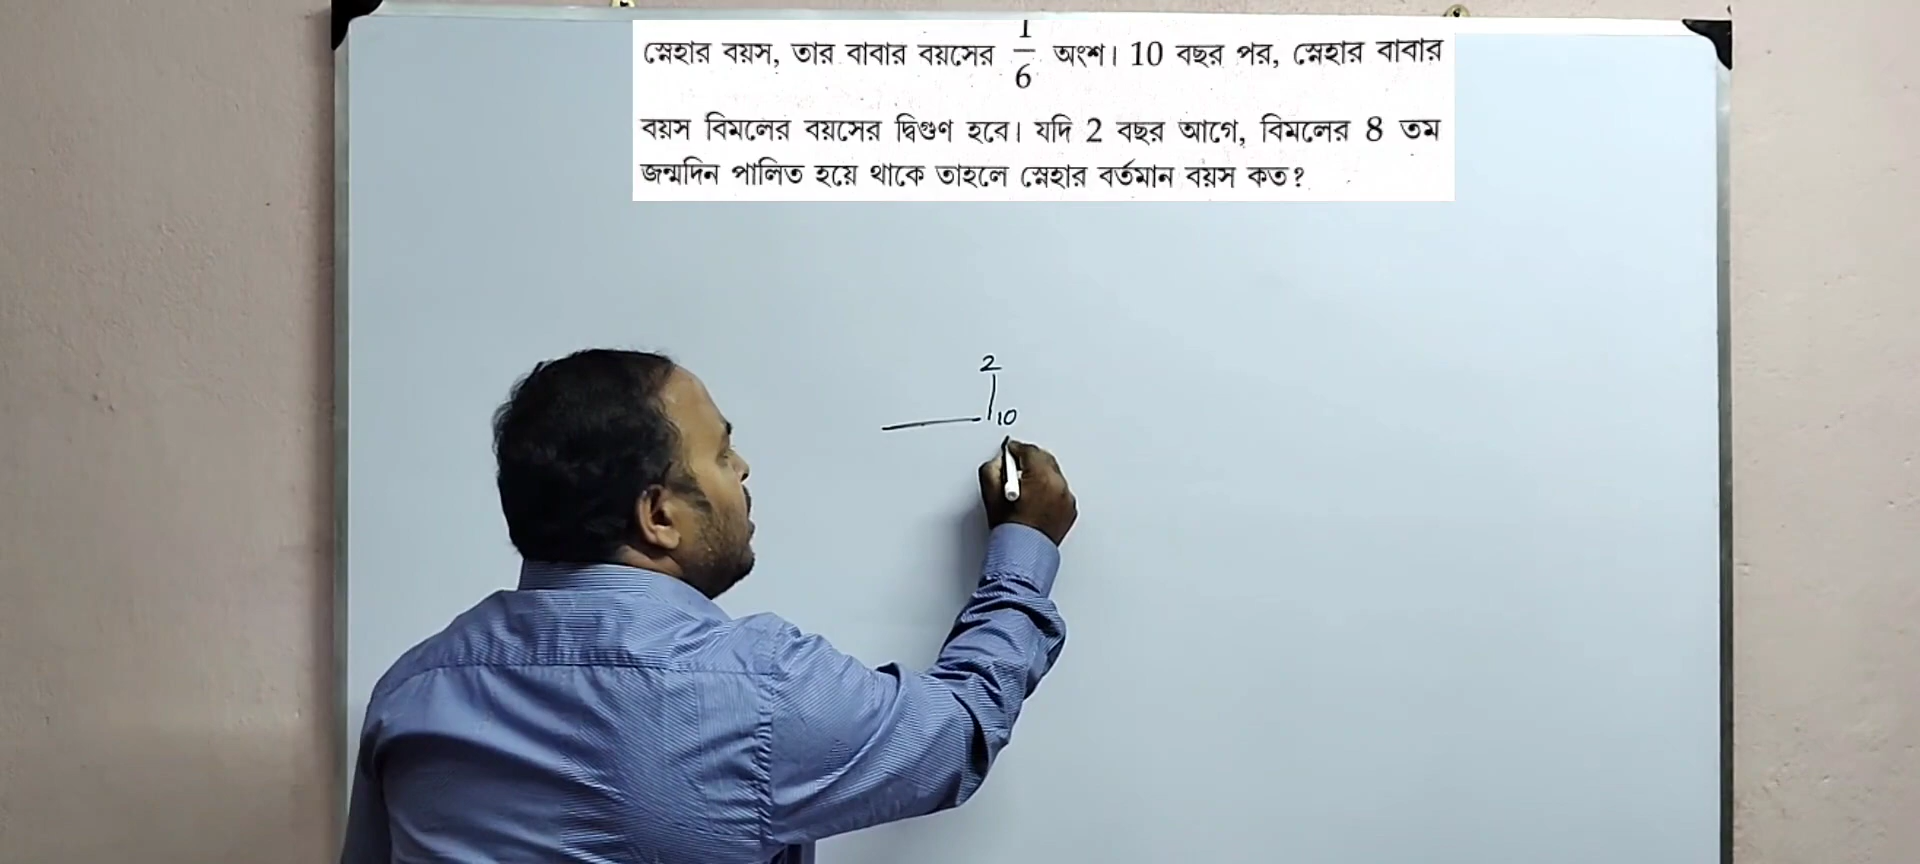 স্নেহার বয়স, তার বাবার বয়সের 1/6 অংশ। 10 বছর পর, স্নেহার বাবার
বয়স বিমলের বয়সের দ্বিগুণ হবে। যদি 2 বছর আগে, বিমলের 8 তম
জন্মদিন পালিত হয়ে থাকে তাহলে স্নেহার বর্তমান বয়স কত?
2
10